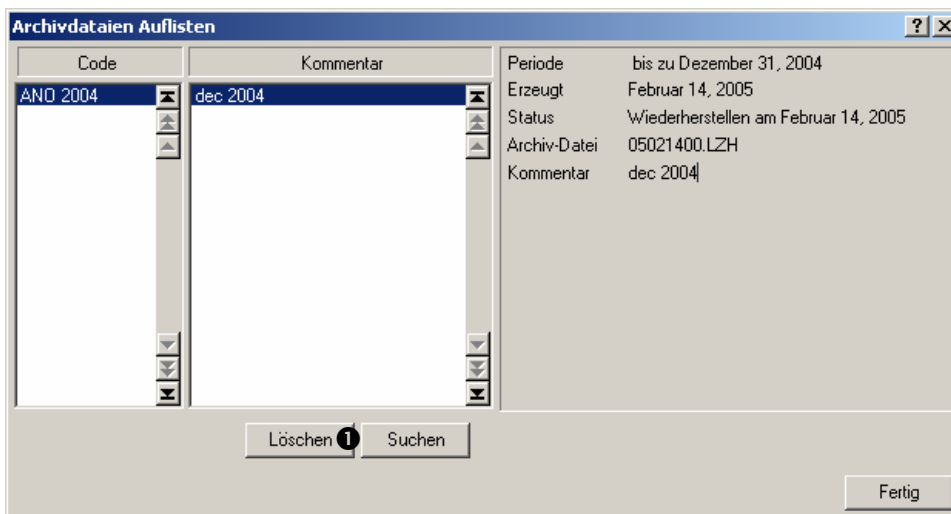 Archivdataien Auflisten
Code Kommentar
ANO 2004 dec 2004
Periode bis zu Dezember 31, 2004
Erzeugt Februar 14, 2005
Status Wiederherstellen am Februar 14, 2005
Archiv-Datei 05021400.LZH
Kommentar dec 2004
Löschen ❶ Suchen
Fertig